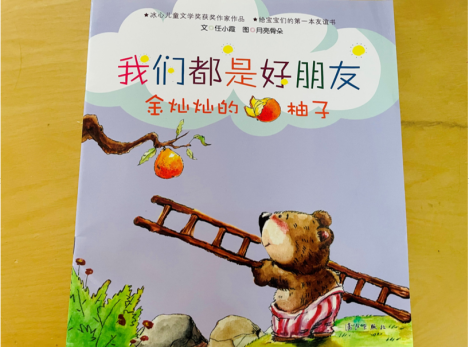 ★冰心儿童文学奖获奖作家作品 ★给宝宝们的第一本友谊书
文◎任小霞 图◎月亮骨朵
我们都是好朋友
金灿灿的柚子